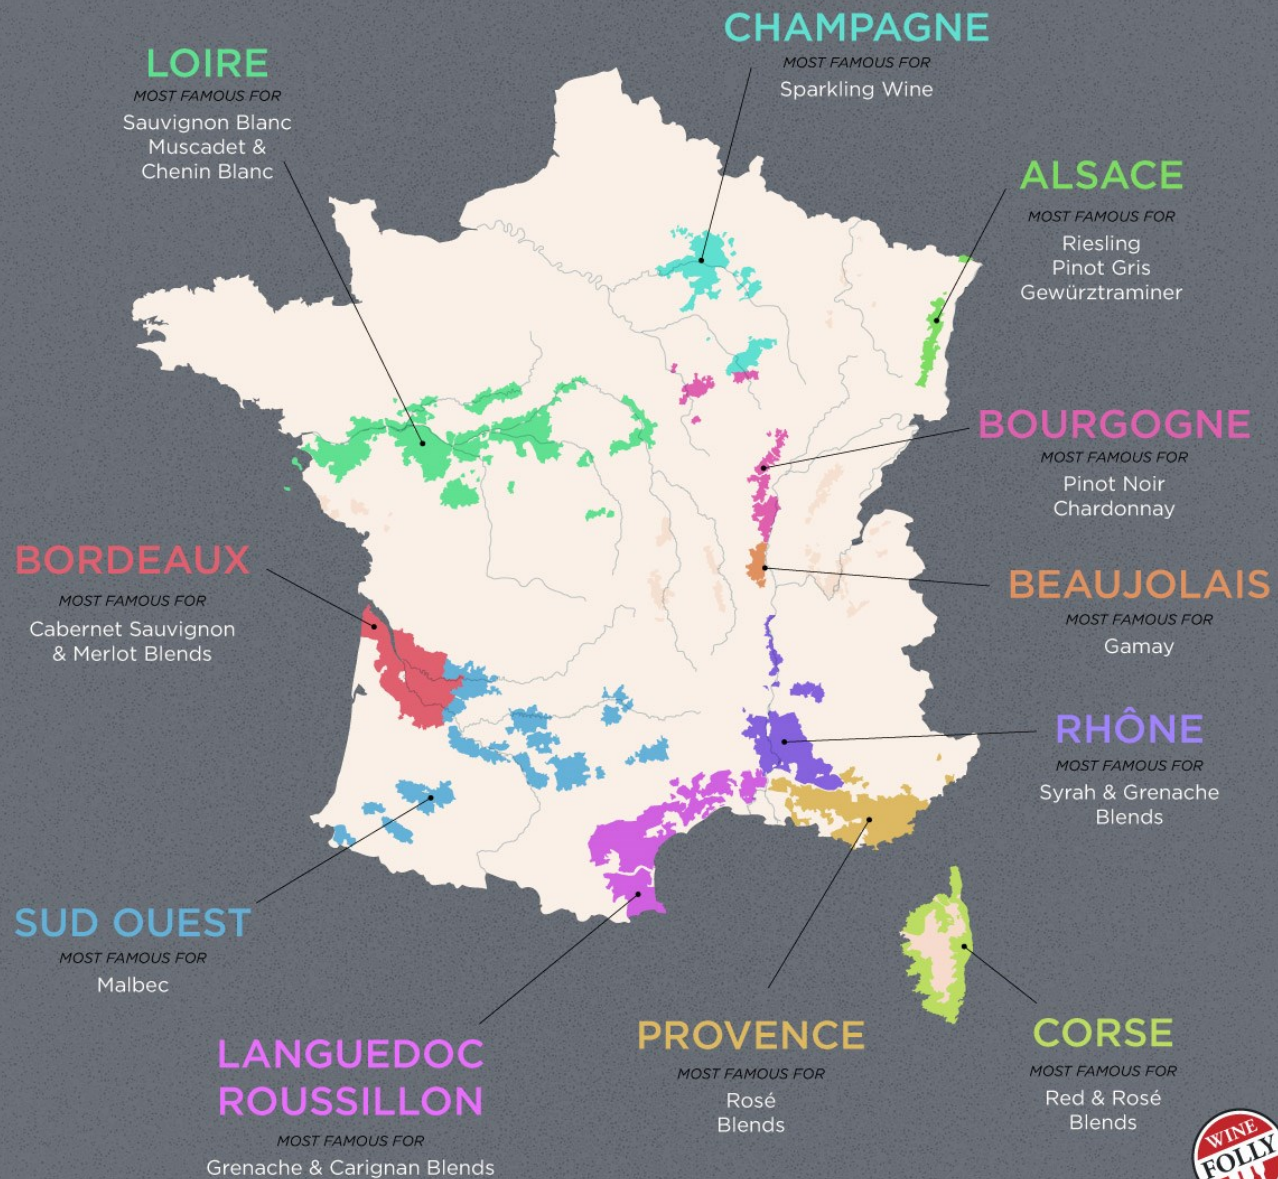 CHAMPAGNE
MOST FAMOUS FOR
Sparkling Wine
LOIRE
MOST FAMOUS FOR
Sauvignon Blanc
Muscadet &
Chenin Blanc
ALSACE
MOST FAMOUS FOR
Riesling
Pinot Gris
Gewürztraminer
BOURGOGNE
MOST FAMOUS FOR
Pinot Noir
Chardonnay
BORDEAUX
MOST FAMOUS FOR
Cabernet Sauvignon
& Merlot Blends
BEAUJOLAIS
MOST FAMOUS FOR
Gamay
RHÔNE
MOST FAMOUS FOR
Syrah & Grenache
Blends
SUD OUEST
MOST FAMOUS FOR
Malbec
LANGUEDOC
ROUSSILLON
MOST FAMOUS FOR
Grenache & Carignan Blends
PROVENCE
MOST FAMOUS FOR
Rosé
Blends
CORSE
MOST FAMOUS FOR
Red & Rosé
Blends
WINE
FOLLY